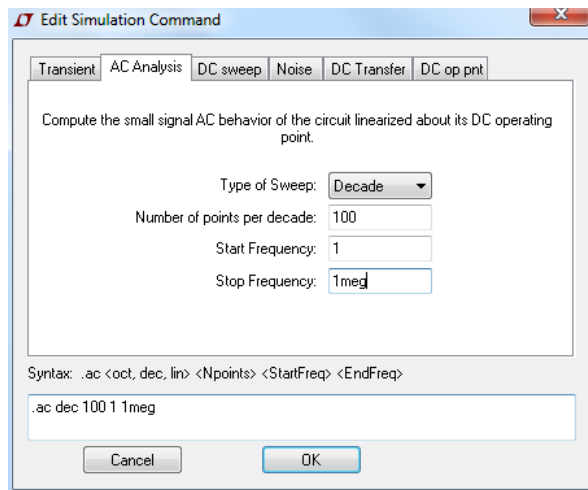 Edit Simulation Command
Transient AC Analysis DC sweep Noise DC Transfer DC op pnt
Compute the small signal AC behavior of the circuit linearized about its DC operating
point.
Type of Sweep: Decade
Number of points per decade: 100
Start Frequency: 1
Stop Frequency: 1meg
Syntax: .ac <oct, dec, lin> <Npoints> <StartFreq> <EndFreq>
.ac dec 100 1 1meg
Cancel OK